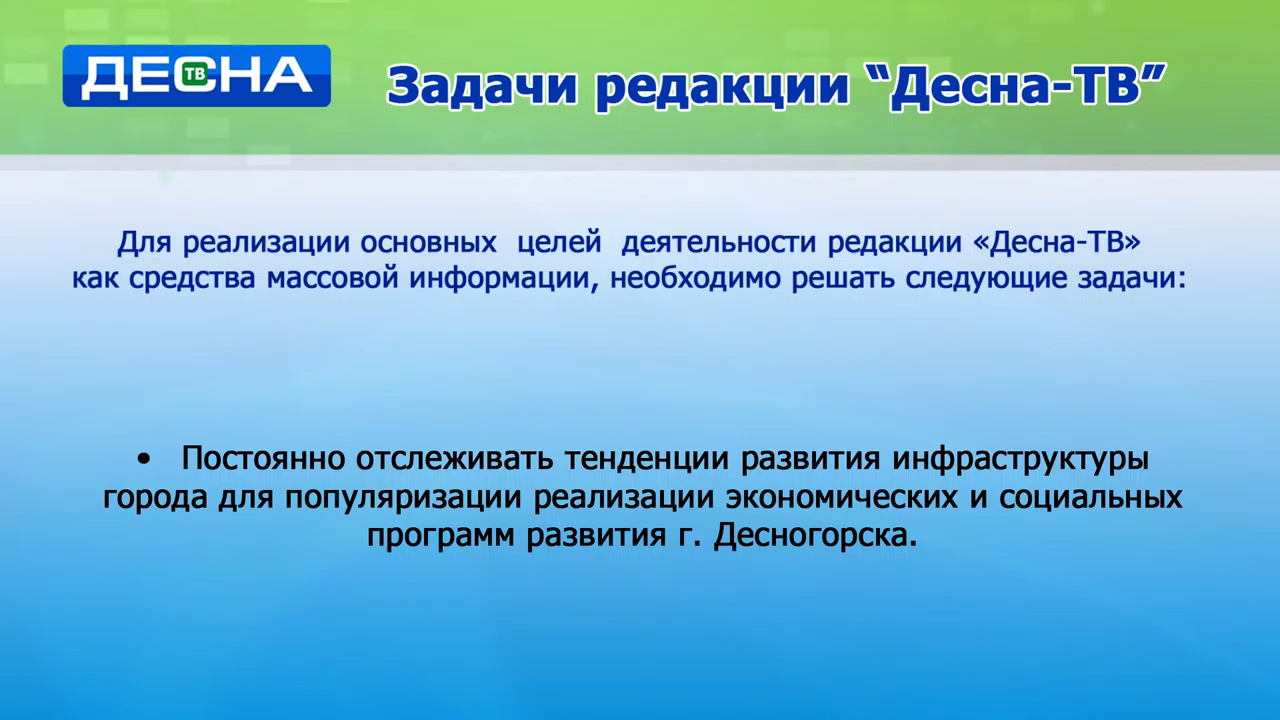 ДЕСНА
ТВ
Задачи редакции “Десна-ТВ”
Для реализации основных целей деятельности редакции «Десна-ТВ»
как средства массовой информации, необходимо решать следующие задачи:
• Постоянно отслеживать тенденции развития инфраструктуры
города для популяризации реализации экономических и социальных
программ развития г. Десногорска.